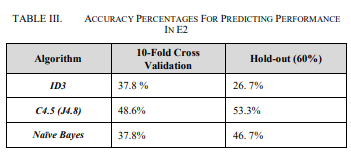 TABLE III. ACCURACY PERCENTAGES FOR PREDICTING PERFORMANCE
IN E2
Algorithm 10-Fold Cross Validation Hold-out (60%)
ID3 37.8 % 26. 7%
C4.5 (J4.8) 48.6% 53.3%
Naïve Bayes 37.8% 46. 7%